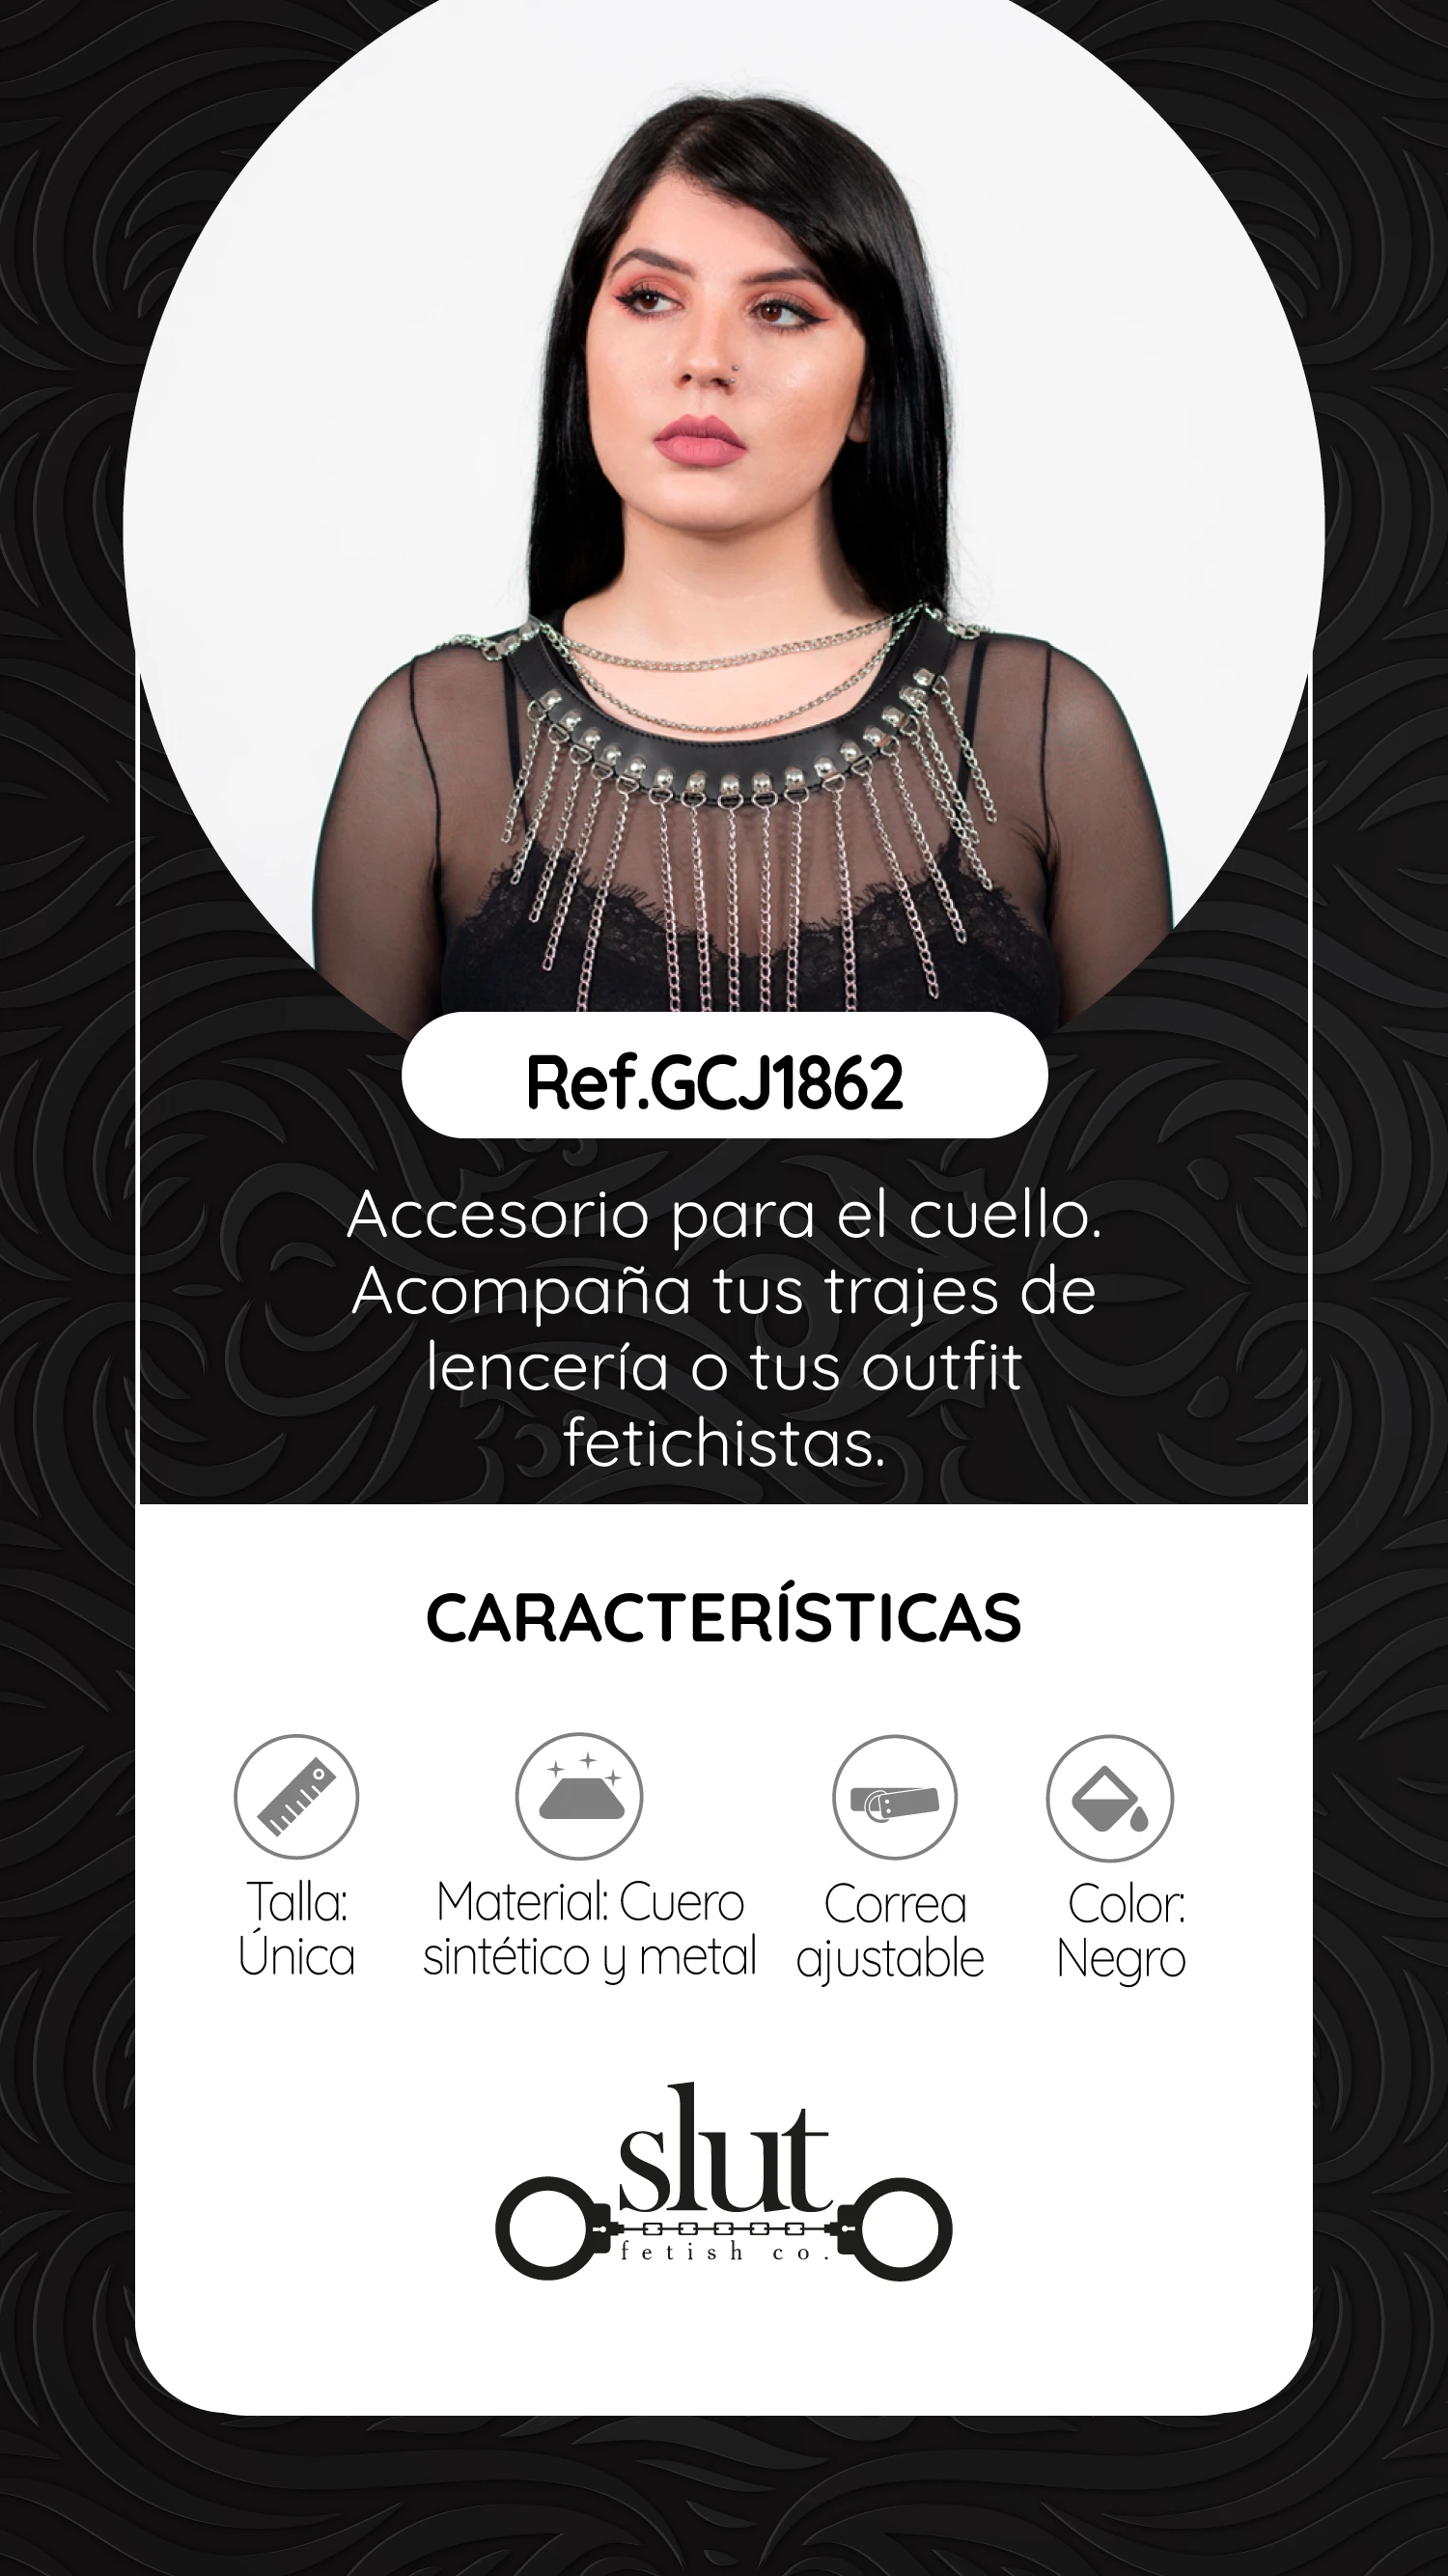 Ref.GCJ1862
Accesorio para el cuello.
Acompaña tus trajes de
lencería o tus outfit
fetichistas.
CARACTERÍSTICAS
Talla:
Única
Material: Cuero
sintético y metal
Correa
ajustable
Color:
Negro
slut
fetish co.